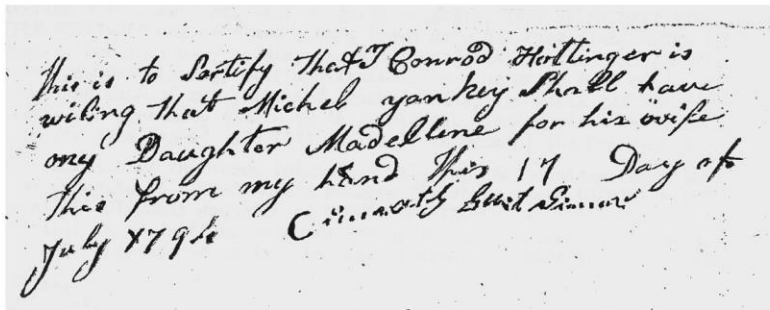 this is to Sertify that I Conrod Hottinger is
wiling that Michel yankey Shall have
my Daughter Madelline for his wife
this from my hand this 17 Day of
July 1794